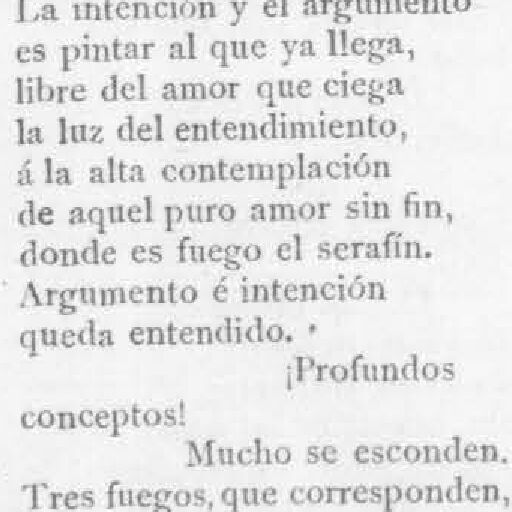 La intención y el argumento
es pintar al que ya llega,
libre del amor que ciega
la luz del entendimiento,
á la alta contemplación
de aquel puro amor sin fin,
donde es fuego el serafín.
Argumento é intención
queda entendido.
¡Profundos
conceptos!
Mucho se esconden.
Tres fuegos, que corresponden,